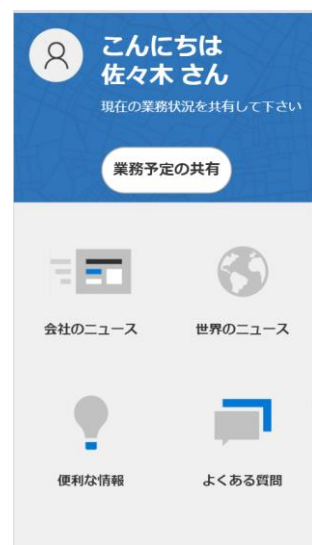 こんにちは
佐々木 さん
現在の業務状況を共有して下さい
業務予定の共有
会社のニュース
世界のニュース
便利な情報
よくある質問